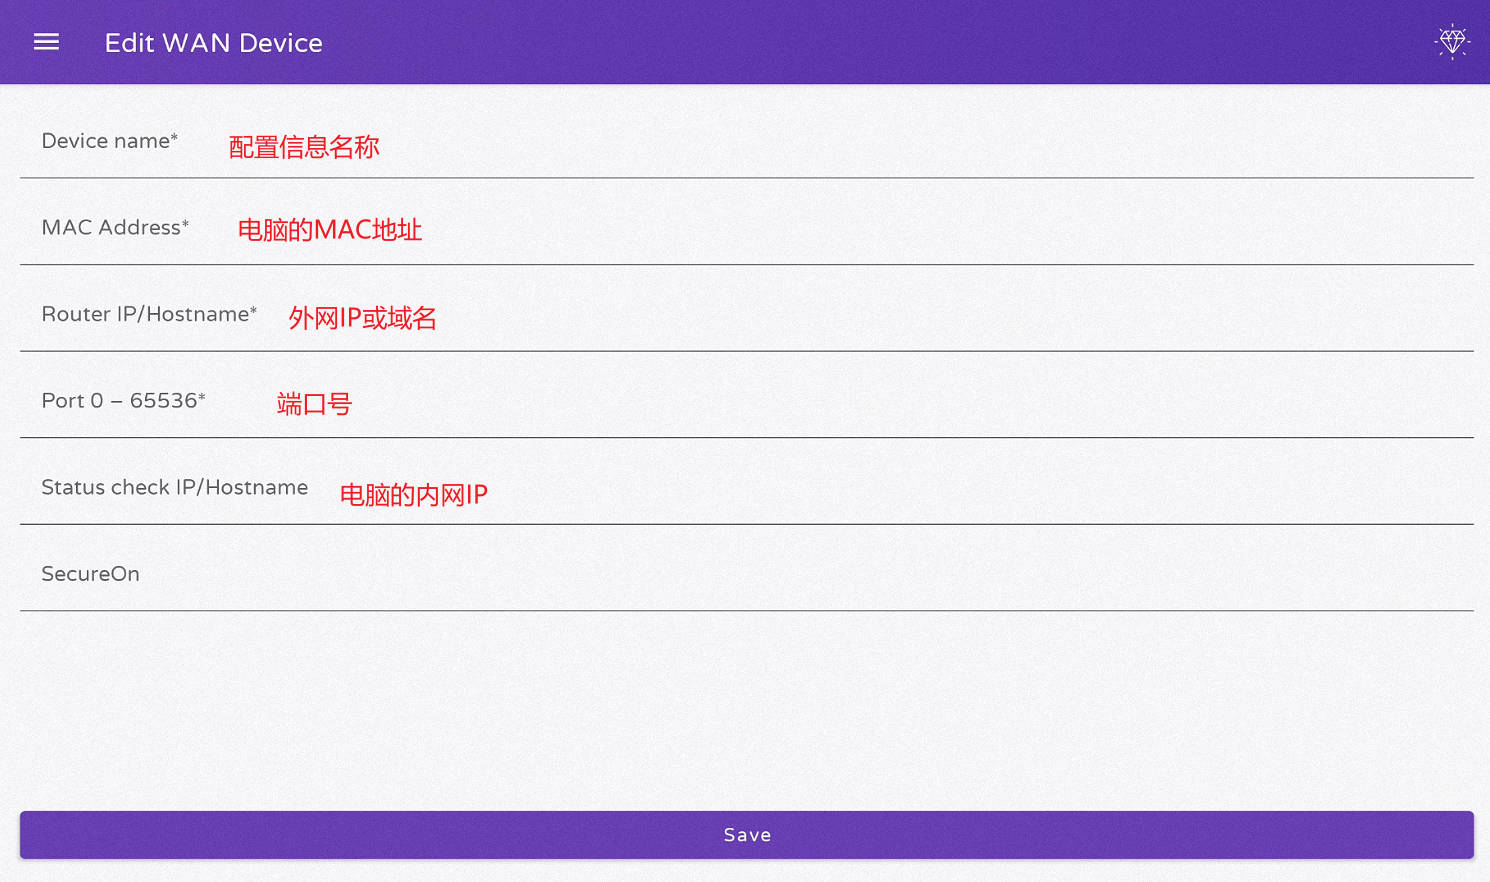 Edit WAN Device
Device name* 配置信息名称
MAC Address* 电脑的MAC地址
Router IP/Hostname* 外网IP或域名
Port 0 – 65536* 端口号
Status check IP/Hostname 电脑的内网IP
SecureOn
Save